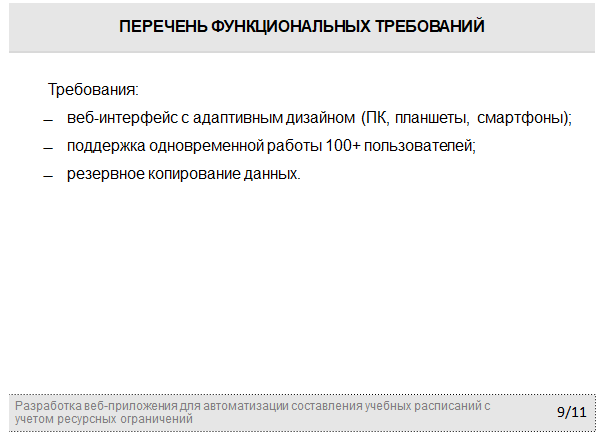 ПЕРЕЧЕНЬ ФУНКЦИОНАЛЬНЫХ ТРЕБОВАНИЙ
Требования:
– веб-интерфейс с адаптивным дизайном (ПК, планшеты, смартфоны);
– поддержка одновременной работы 100+ пользователей;
– резервное копирование данных.
Разработка веб-приложения для автоматизации составления учебных расписаний с
учетом ресурсных ограничений
9/11